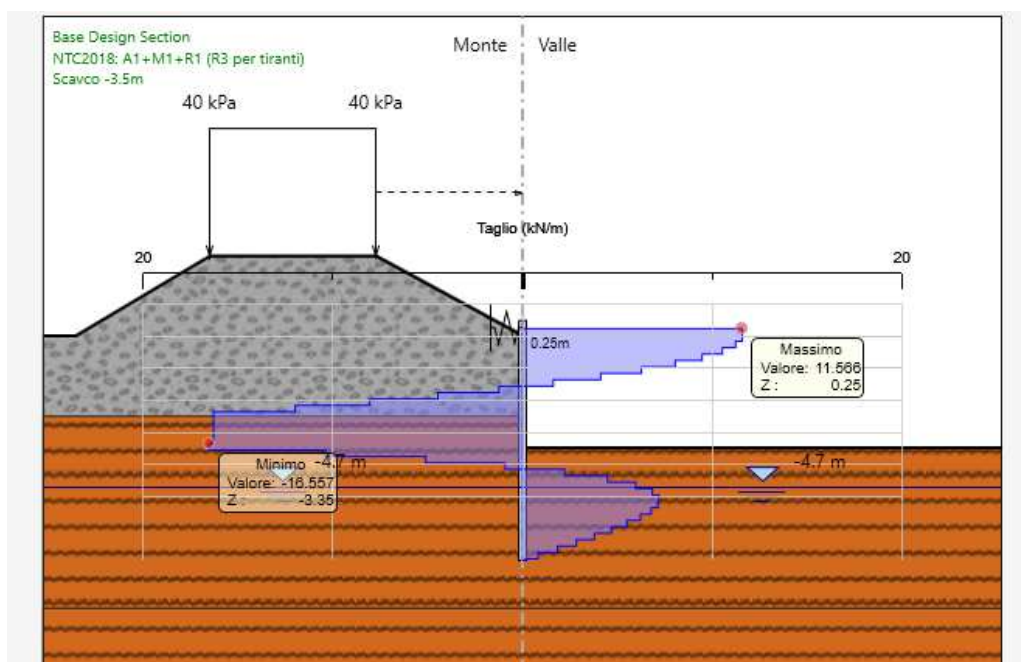 Base Design Section
NTC2018: A1+M1+R1 (R3 per tiranti)
Scavco -3.5m
Monte
Valle
40 kPa
40 kPa
Taglio (kN/m)
20
20
0.25m
Massimo
Valore: 11.566
Z : 0.25
Minimo
-4.7 m
Valore: -16.557
Z : -3.35
-4.7 m